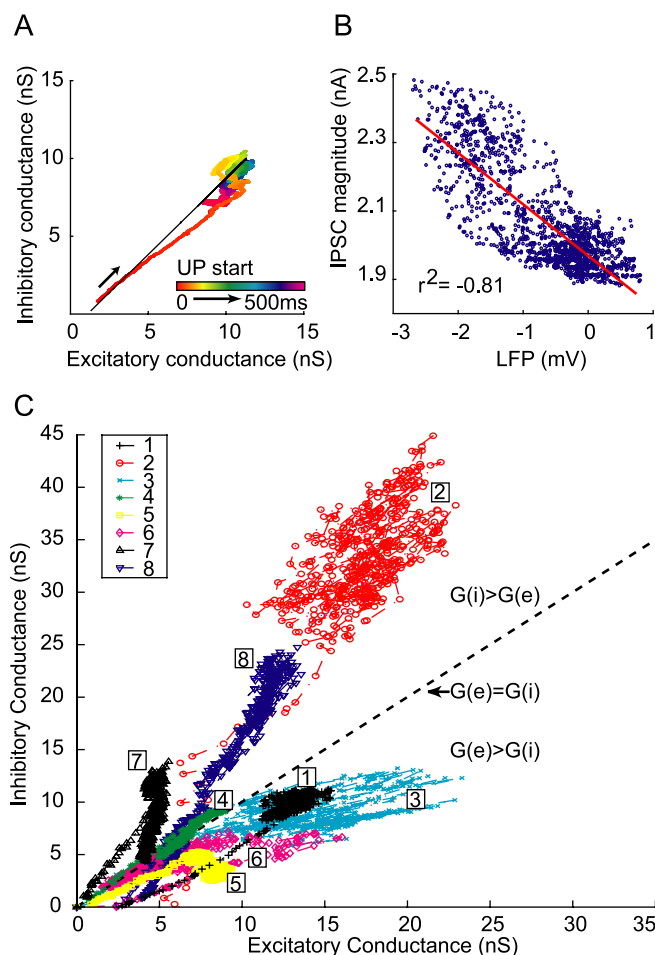 A
Inhibitory conductance (nS)
15
10
5
UP start
0 500ms
0 5 10 15
Excitatory conductance (nS)
B
IPSC magnitude (nA)
2.5
2.3
2.1
1.9
r2= -0.81
-3 -2 -1 0 1
LFP (mV)
C
Inhibitory Conductance (nS)
45
40
35
30
25
20
15
10
5
0
1
2
3
4
5
6
7
8
2
8
7
1
4
3
6
5
G(i)>G(e)
G(e)=G(i)
G(e)>G(i)
0 5 10 15 20 25 30 35
Excitatory Conductance (nS)